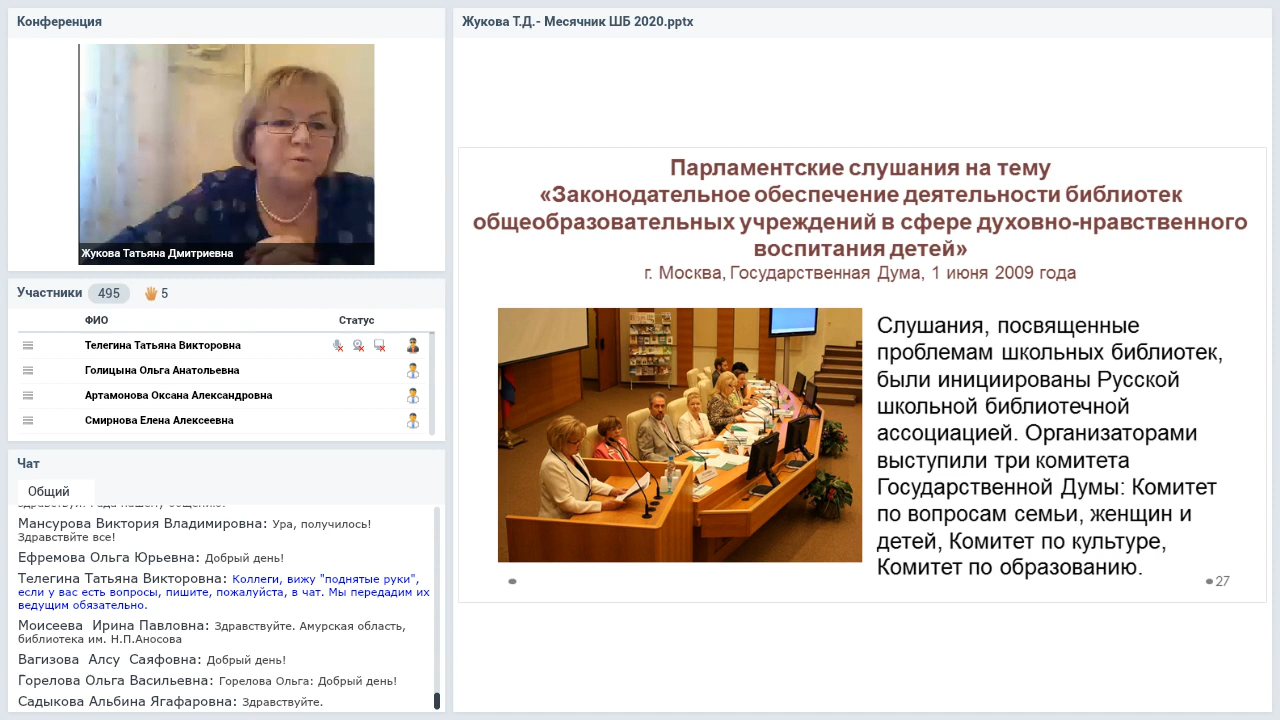 Конференция
Жукова Татьяна Дмитриевна
Участники 495 5
ФИО Статус
Телегина Татьяна Викторовна
Голицына Ольга Анатольевна
Артамонова Оксана Александровна
Смирнова Елена Алексеевна
Чат
Общий
Мансурова Виктория Владимировна: Ура, получилось!
Здравствйте все!
Ефремова Ольга Юрьевна: Добрый день!
Телегина Татьяна Викторовна: Коллеги, вижу "поднятые руки",
если у вас есть вопросы, пишите, пожалуйста, в чат. Мы передадим их
ведущим обязательно.
Моисеева Ирина Павловна: Здравствуйте. Амурская область,
библиотека им. Н.П.Аносова
Вагизова Алсу Саяфовна: Добрый день!
Горелова Ольга Васильевна: Горелова Ольга: Добрый день!
Садыкова Альбина Ягафаровна: Здравствуйте.
Жукова Т.Д.- Месячник ШБ 2020.pptx
Парламентские слушания на тему
«Законодательное обеспечение деятельности библиотек
общеобразовательных учреждений в сфере духовно-нравственного
воспитания детей»
г. Москва, Государственная Дума, 1 июня 2009 года
Слушания, посвященные
проблемам школьных библиотек,
были инициированы Русской
школьной библиотечной
ассоциацией. Организаторами
выступили три комитета
Государственной Думы: Комитет
по вопросам семьи, женщин и
детей, Комитет по культуре,
Комитет по образованию.
27